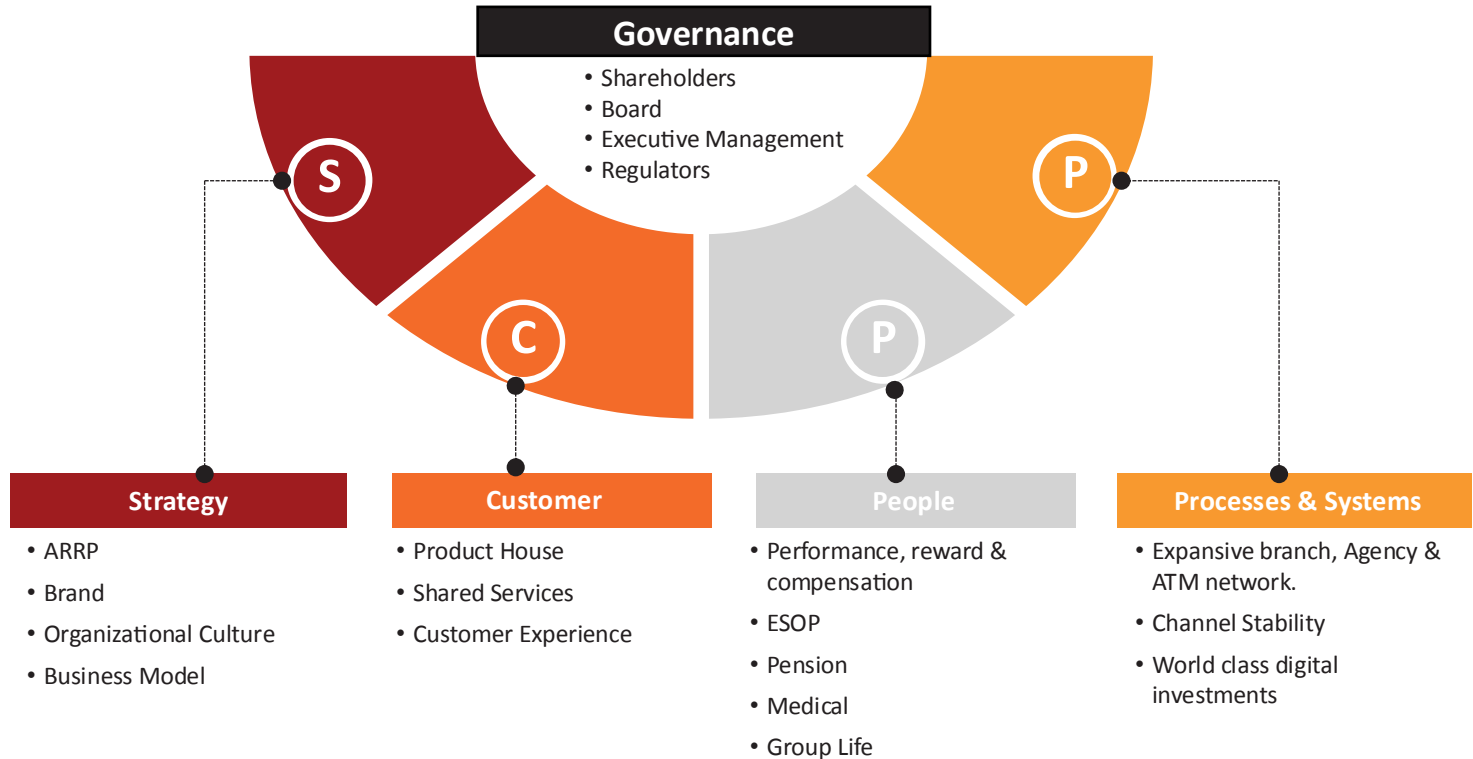 Governance
• Shareholders
• Board
• Executive Management
• Regulators
S
P
C
P
Strategy
• ARRP
• Brand
• Organizational Culture
• Business Model
Customer
• Product House
• Shared Services
• Customer Experience
People
• Performance, reward &
compensation
• ESOP
• Pension
• Medical
• Group Life
Processes & Systems
• Expansive branch, Agency &
ATM network.
• Channel Stability
• World class digital
investments